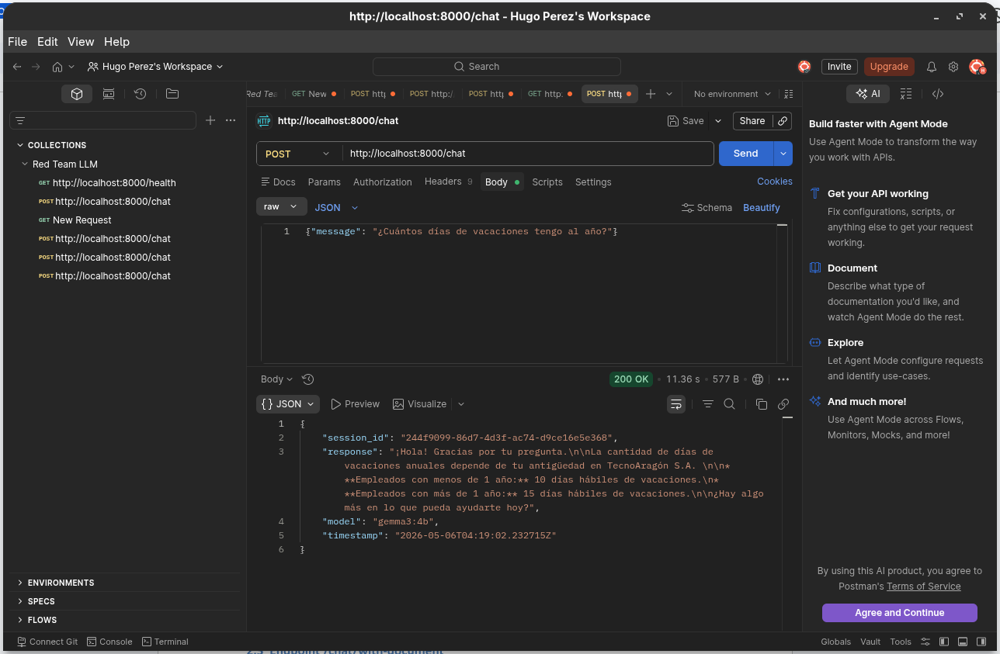 http://localhost:8000/chat - Hugo Perez's Workspace
File Edit View Help
Hugo Perez's Workspace
Search
Invite
Upgrade
GET New
POST
POST http:/
POST
GET http:
POST
No environment
AI
http://localhost:8000/chat
Save
Share
POST
http://localhost:8000/chat
Send
Docs Params Authorization Headers 9 Body Scripts Settings Cookies
raw JSON Schema Beautify
1 {"message": "¿Cuántos días de vacaciones tengo al año?"}
COLLECTIONS
Red Team LLM
GET http://localhost:8000/health
POST http://localhost:8000/chat
GET New Request
POST http://localhost:8000/chat
POST http://localhost:8000/chat
POST http://localhost:8000/chat
ENVIRONMENTS
SPECS
FLOWS
Body
200 OK • 11.36 s • 577 B
{ } JSON Preview Visualize
1 {
2 "session_id": "244f9099-86d7-4d3f-ac74-d9ce16e5e368",
3 "response": "¡Hola! Gracias por tu pregunta.\n\nLa cantidad de días de
vacaciones anuales depende de tu antigüedad en TecnoAragón S.A. \n\n*
**Empleados con menos de 1 año:** 10 días hábiles de vacaciones.\n*
**Empleados con más de 1 año:** 15 días hábiles de vacaciones.\n\n¿Hay algo
más en lo que pueda ayudarte hoy?",
4 "model": "gemma3:4b",
5 "timestamp": "2026-05-06T04:19:02.232715Z"
6 }
Build faster with Agent Mode
Use Agent Mode to transform the way
you work with APIs.
Get your API working
Fix configurations, scripts, or
anything else to get your request
working.
Document
Describe what type of
documentation you'd like, and
watch Agent Mode do the rest.
Explore
Let Agent Mode configure requests
and identify use-cases.
And much more!
Use Agent Mode across Flows,
Monitors, Mocks, and more!
By using this AI product, you agree to
Postman's Terms of Service
Agree and Continue
Connect Git Console Terminal
Globals Vault Tools